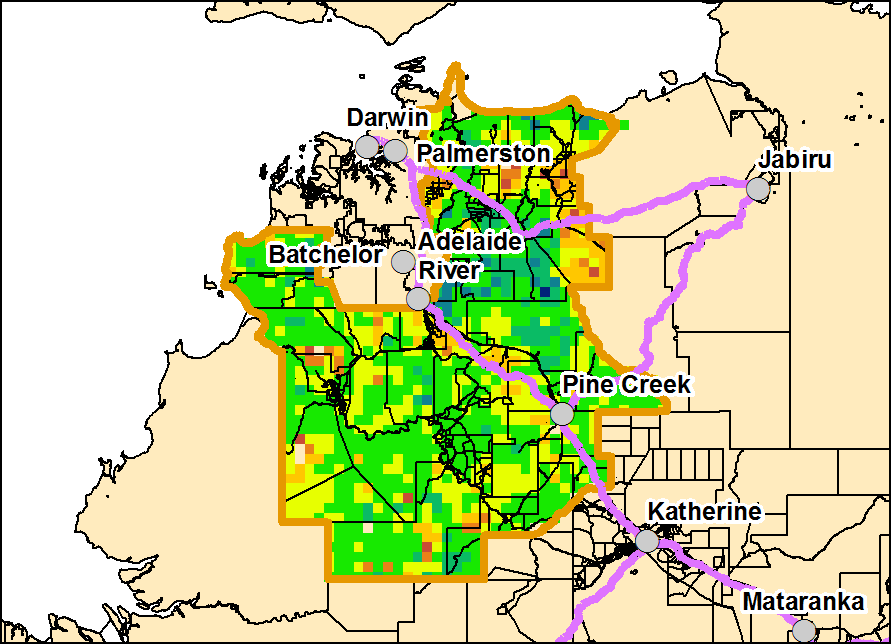 Darwin
Palmerston
Jabiru
Adelaide
River
Batchelor
Pine Creek
Katherine
Mataranka